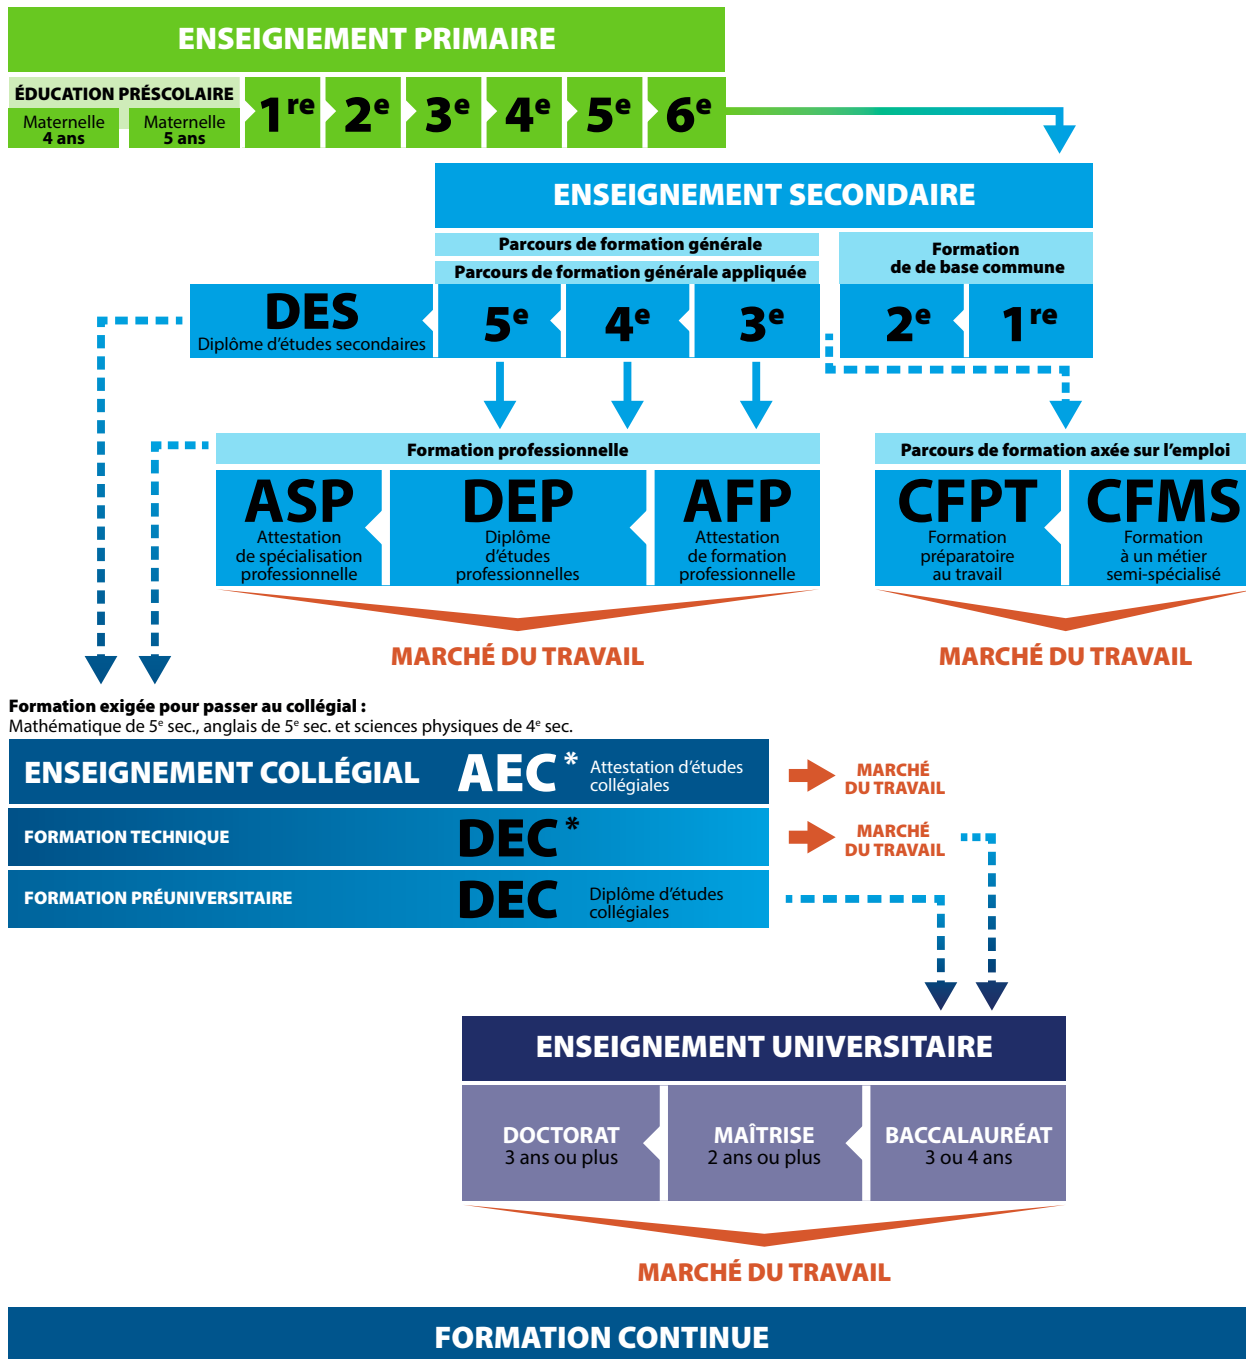 ENSEIGNEMENT PRIMAIRE
ÉDUCATION PRÉSCOLAIRE
Maternelle
4 ans
Maternelle
5 ans
1re
2e
3e
4e
5e
6e
ENSEIGNEMENT SECONDAIRE
Parcours de formation générale
Parcours de formation générale appliquée
Formation
de de base commune
DES
Diplôme d'études secondaires
5e
4e
3e
2e
1re
Formation professionnelle
ASP
Attestation
de spécialisation
professionnelle
DEP
Diplôme
d'études
professionnelles
AFP
Attestation
de formation
professionnelle
MARCHÉ DU TRAVAIL
Parcours de formation axée sur l'emploi
CFPT
Formation
préparatoire
au travail
CFMS
Formation
à un métier
semi-spécialisé
MARCHÉ DU TRAVAIL
Formation exigée pour passer au collégial :
Mathématique de 5e sec., anglais de 5e sec. et sciences physiques de 4e sec.
ENSEIGNEMENT COLLÉGIAL
AEC*
Attestation d'études
collégiales
MARCHÉ
DU TRAVAIL
FORMATION TECHNIQUE
DEC*
MARCHÉ
DU TRAVAIL
FORMATION PRÉUNIVERSITAIRE
DEC
Diplôme d'études
collégiales
ENSEIGNEMENT UNIVERSITAIRE
DOCTORAT
3 ans ou plus
MAÎTRISE
2 ans ou plus
BACCALAURÉAT
3 ou 4 ans
MARCHÉ DU TRAVAIL
FORMATION CONTINUE